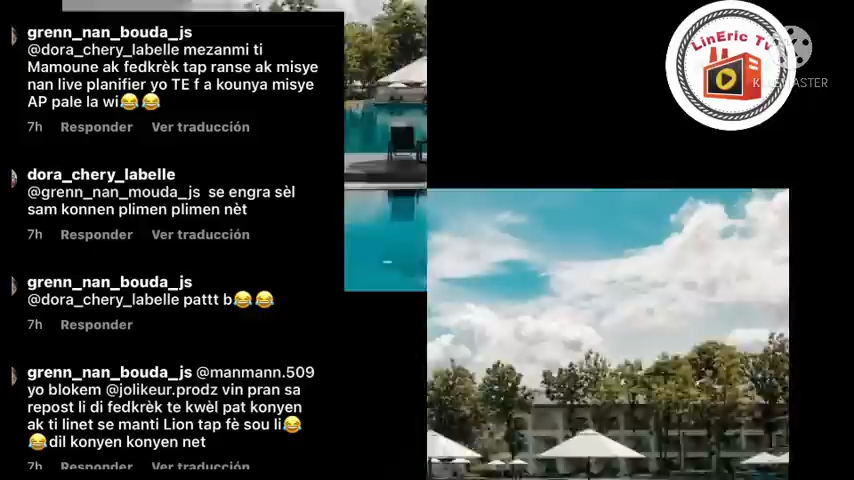 grenn_nan_bouda_js
@dora_chery_labelle mezanmi ti
Mamoune ak fedkrèk tap ranse ak misye
nan live planifier yo TE f a kounya misye
AP pale la wi😂😂
7h Responder Ver traducción
dora_chery_labelle
@grenn_nan_mouda_js se engra sèl
sam konnen plimen plimen nèt
7h Responder Ver traducción
grenn_nan_bouda_js
@dora_chery_labelle pattt b😂😂
7h Responder
grenn_nan_bouda_js @manmann.509
yo blokem @jolikeur.prodz vin pran sa
repost li di fedkrèk te kwèl pat konyen
ak ti linet se manti Lion tap fè sou li😂
😂dil konyen konyen net
7h Responder Ver traducción
LinEric Tv